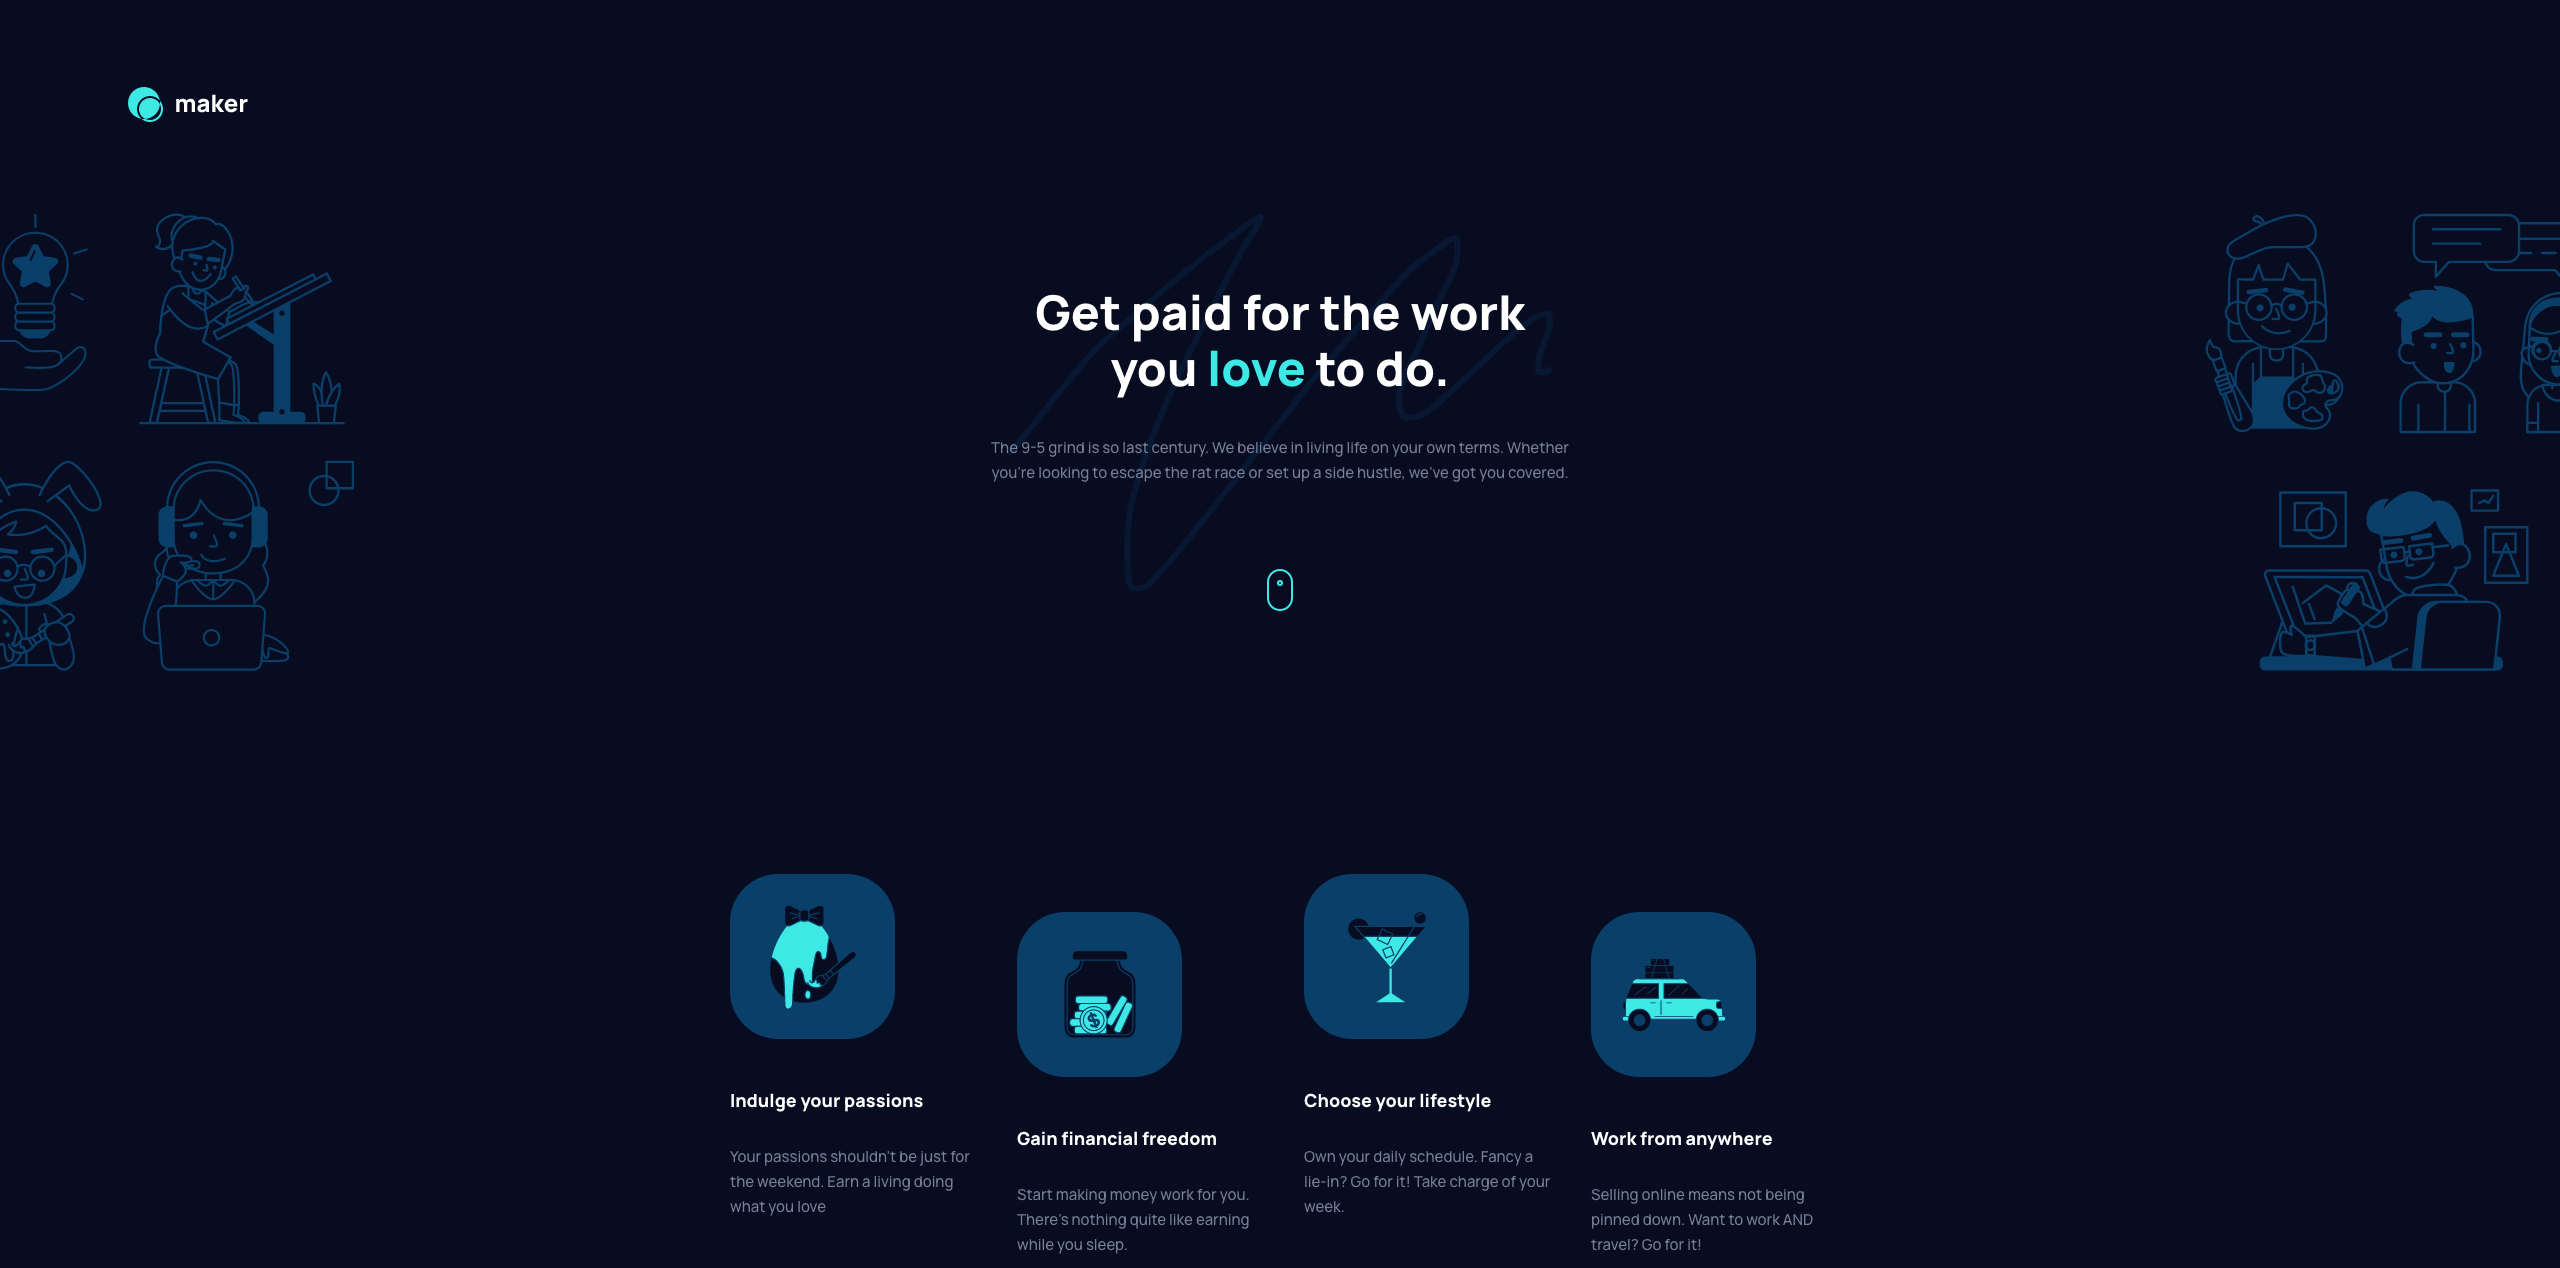 maker
Get paid for the work
you love to do.
The 9-5 grind is so last century. We believe in living life on your own terms. Whether
you're looking to escape the rat race or set up a side hustle, we've got you covered.
Indulge your passions
Your passions shouldn't be just for
the weekend. Earn a living doing
what you love
Gain financial freedom
Start making money work for you.
There's nothing quite like earning
while you sleep.
Choose your lifestyle
Own your daily schedule. Fancy a
lie-in? Go for it! Take charge of your
week.
Work from anywhere
Selling online means not being
pinned down. Want to work AND
travel? Go for it!